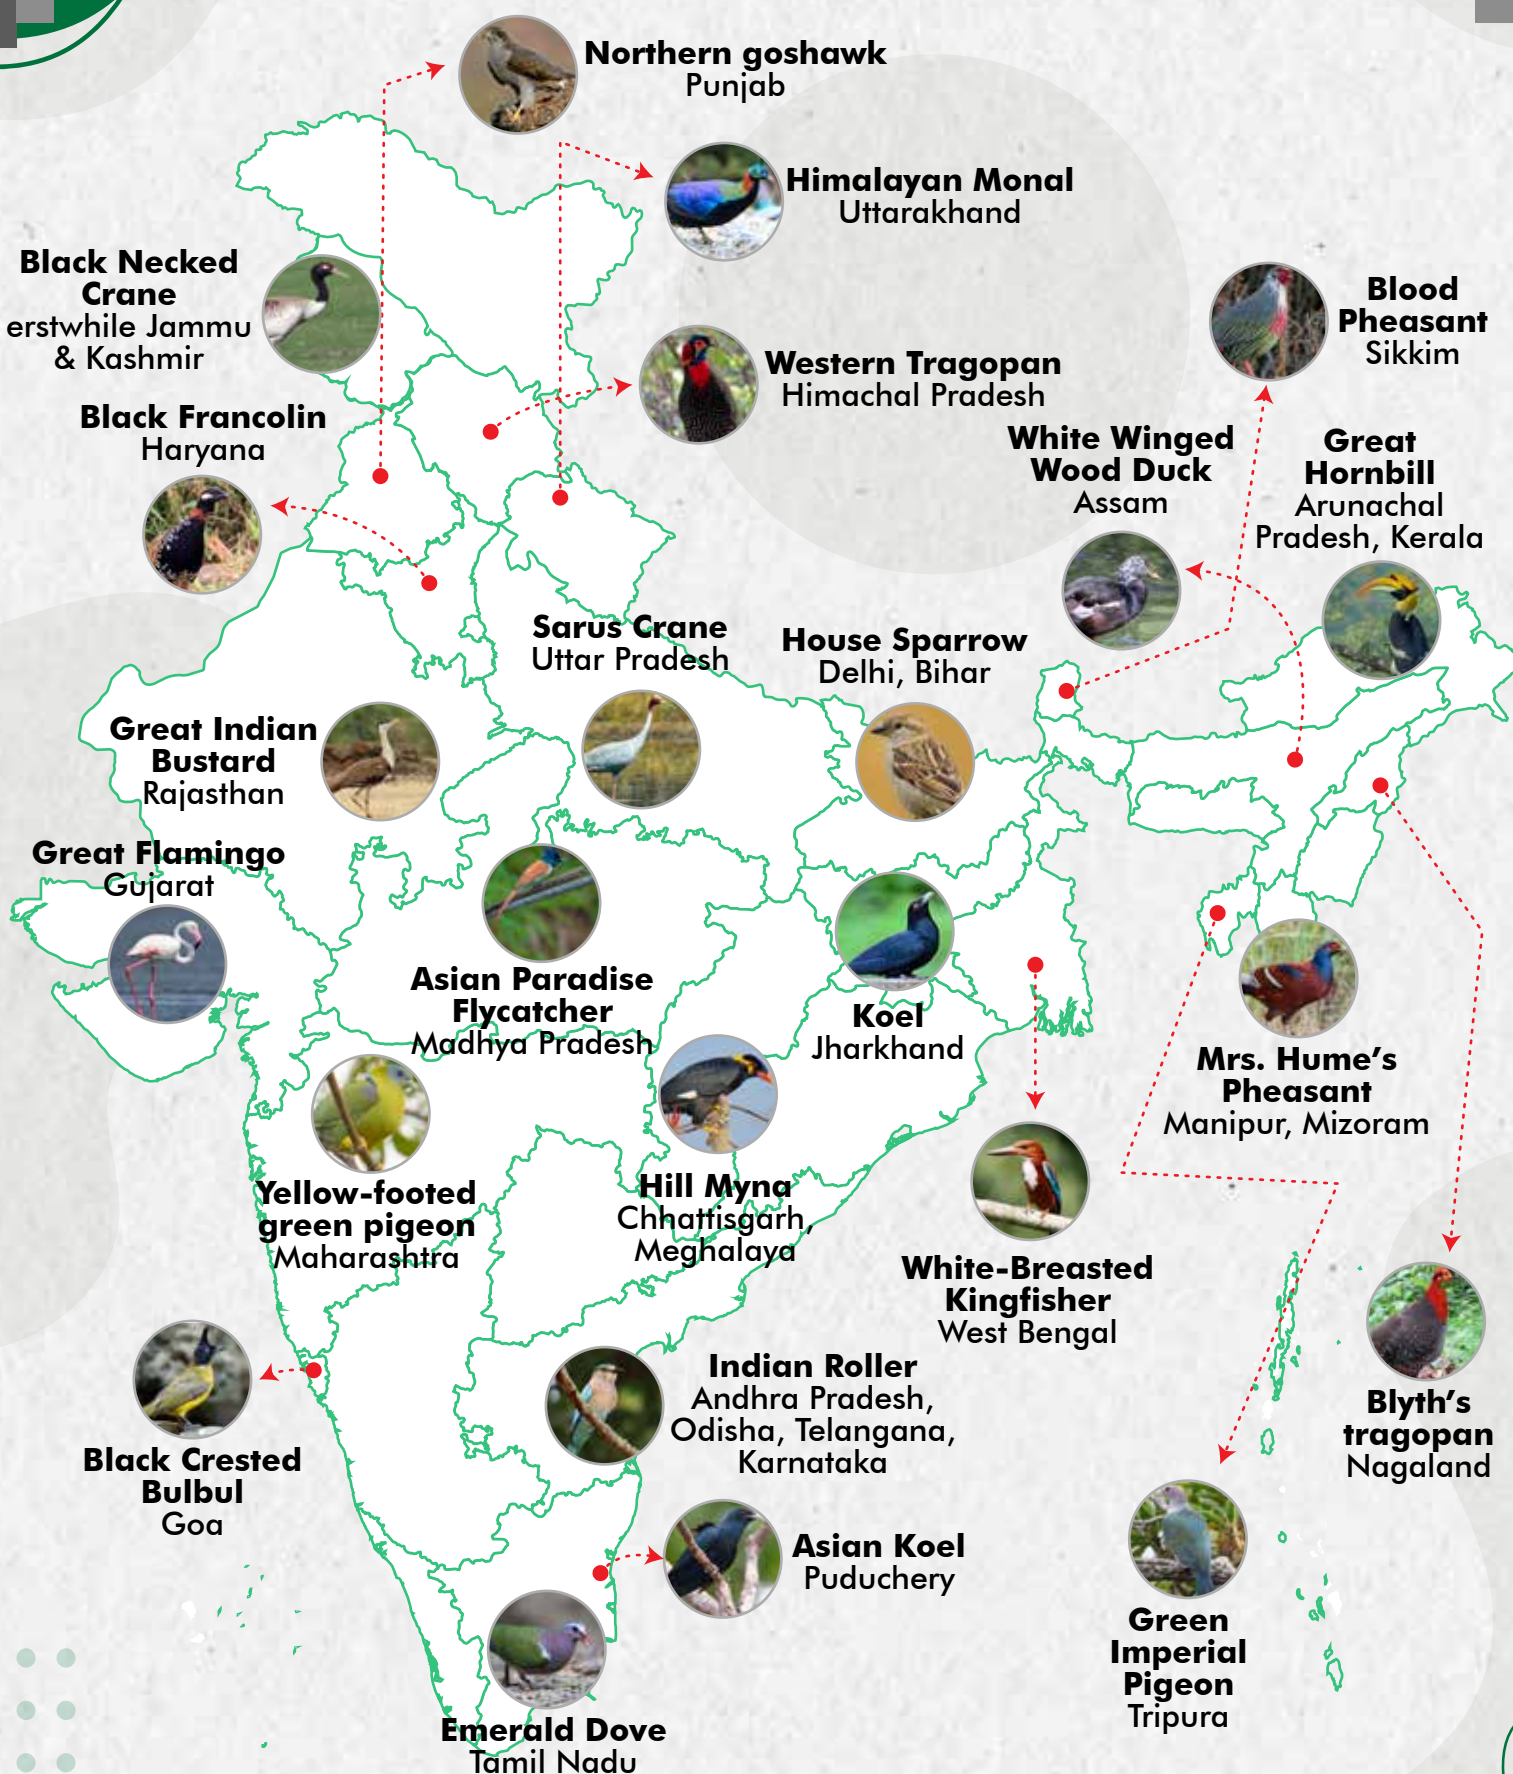 Northern goshawk
Punjab
Himalayan Monal
Uttarakhand
Black Necked
Crane
erstwhile Jammu
& Kashmir
Blood
Pheasant
Sikkim
Western Tragopan
Himachal Pradesh
Black Francolin
Haryana
White Winged
Wood Duck
Assam
Great
Hornbill
Arunachal
Pradesh, Kerala
Sarus Crane
Uttar Pradesh
House Sparrow
Delhi, Bihar
Great Indian
Bustard
Rajasthan
Great Flamingo
Gujarat
Asian Paradise
Flycatcher
Madhya Pradesh
Koel
Jharkhand
Mrs. Hume's
Pheasant
Manipur, Mizoram
Yellow-footed
green pigeon
Maharashtra
Hill Myna
Chhattisgarh,
Meghalaya
White-Breasted
Kingfisher
West Bengal
Indian Roller
Andhra Pradesh,
Odisha, Telangana,
Karnataka
Blyth's
tragopan
Nagaland
Black Crested
Bulbul
Goa
Asian Koel
Puduchery
Green
Imperial
Pigeon
Tripura
Emerald Dove
Tamil Nadu